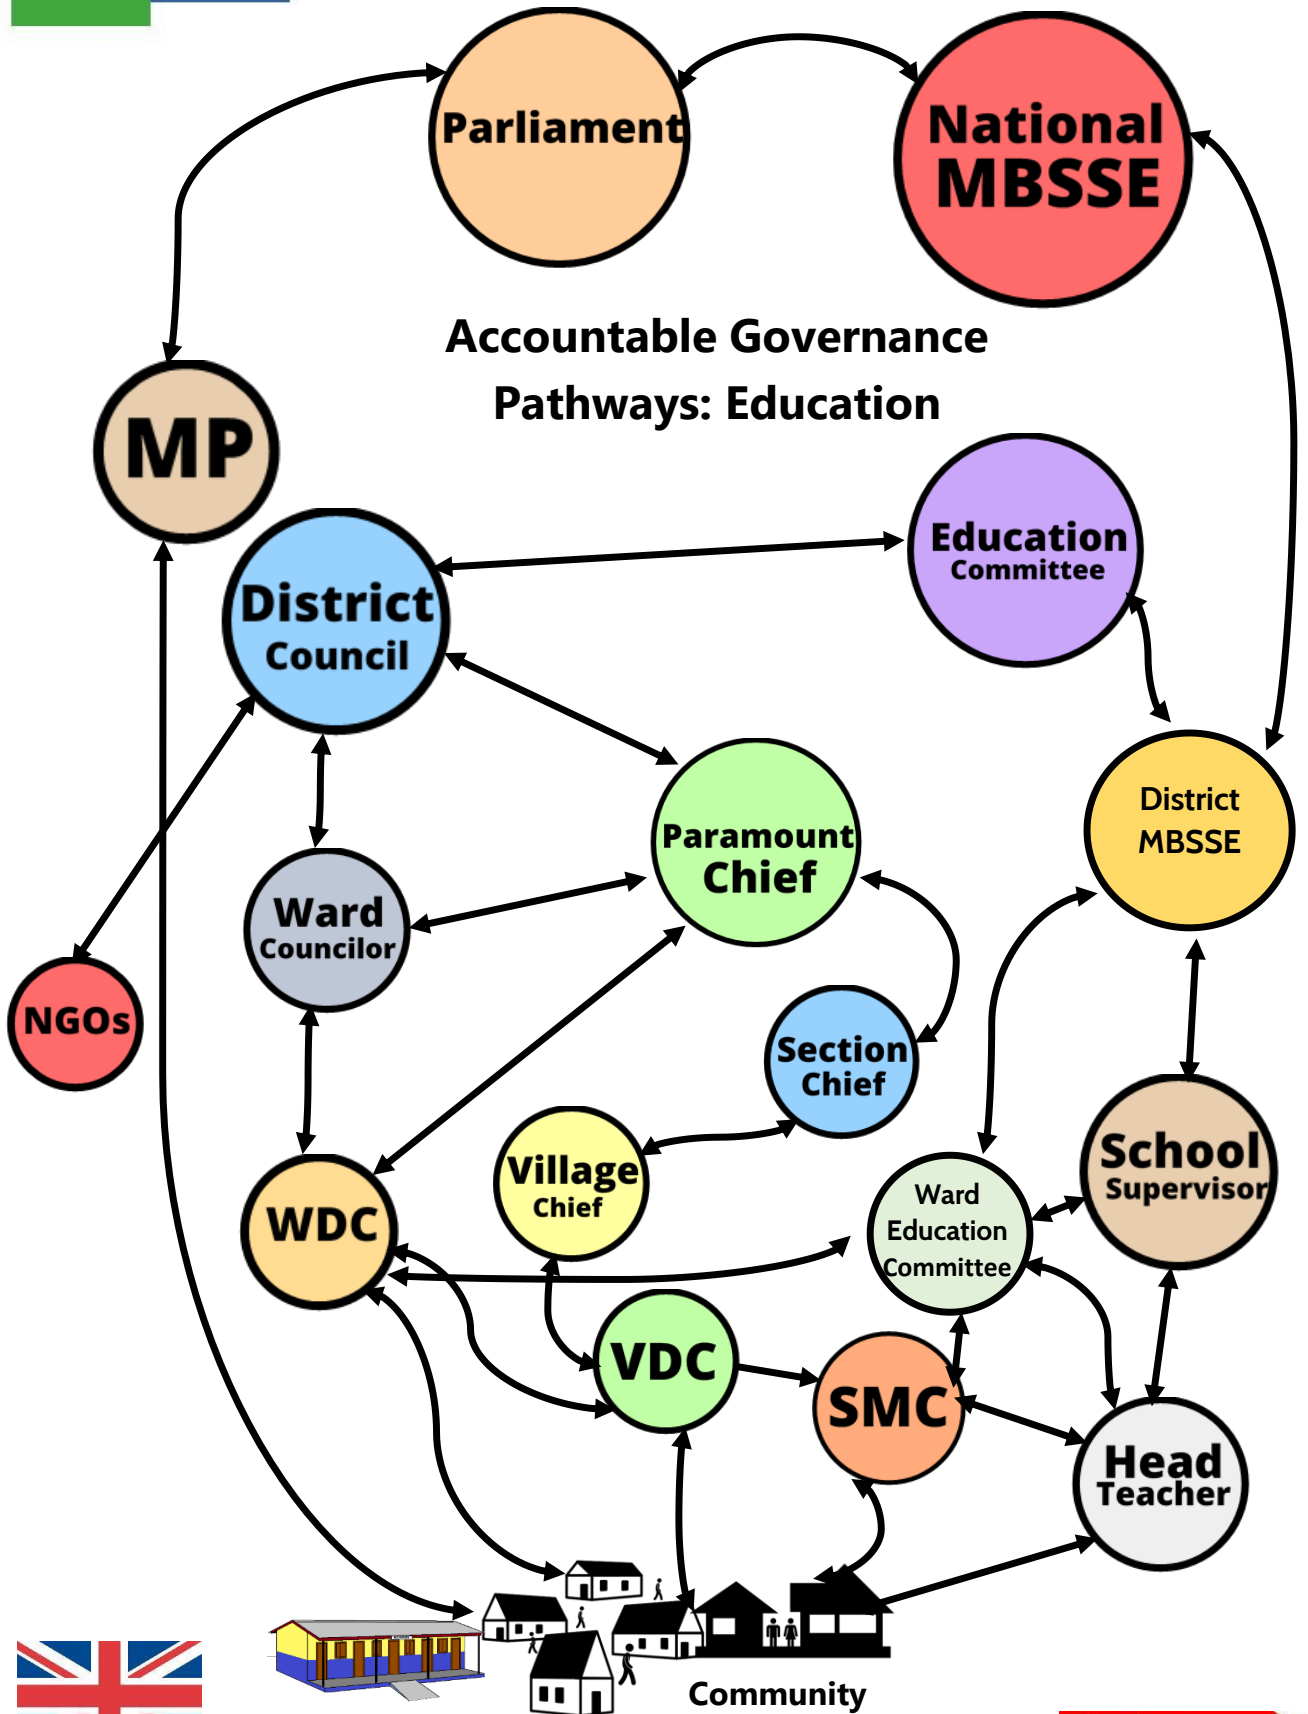 Parliament
National
MBSSE
Accountable Governance
Pathways: Education
MP
Education
Committee
District
Council
District
MBSSE
Paramount
Chief
Ward
Councilor
NGOs
Section
Chief
School
Supervisor
Village
Chief
Ward
Education
Committee
WDC
VDC
SMC
Head
Teacher
Community